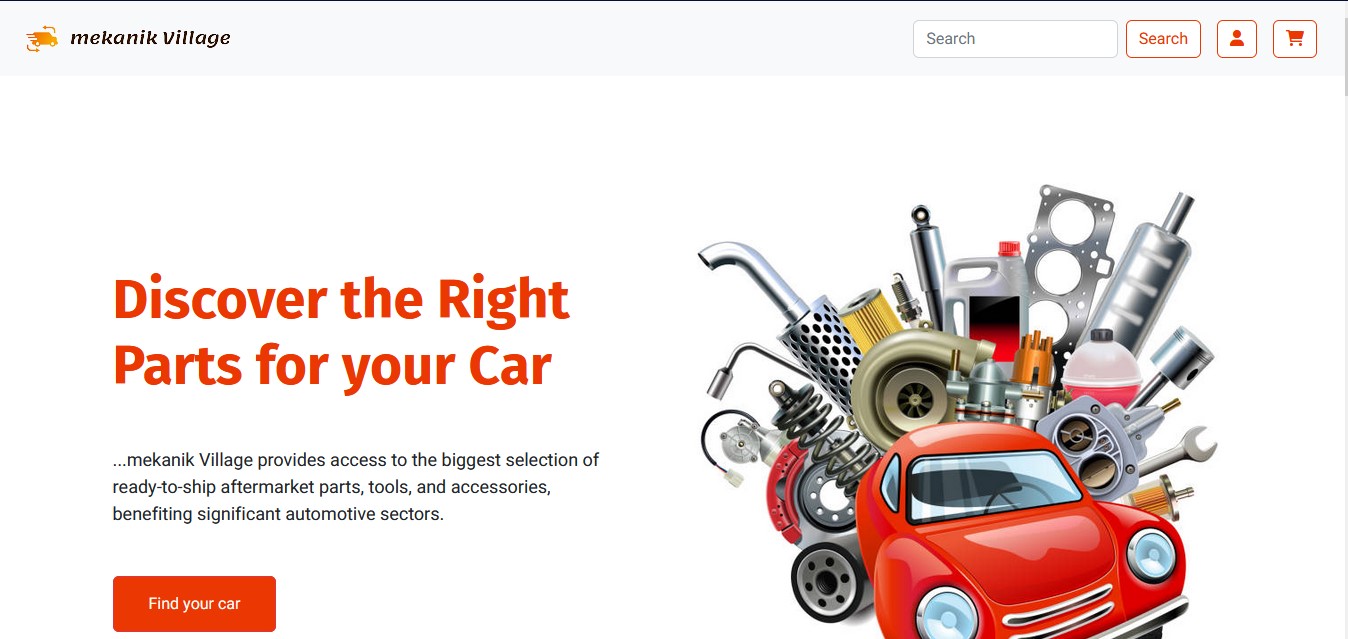 mekanik Village
Search
Search
Discover the Right
Parts for your Car
...mekanik Village provides access to the biggest selection of
ready-to-ship aftermarket parts, tools, and accessories,
benefiting significant automotive sectors.
Find your car